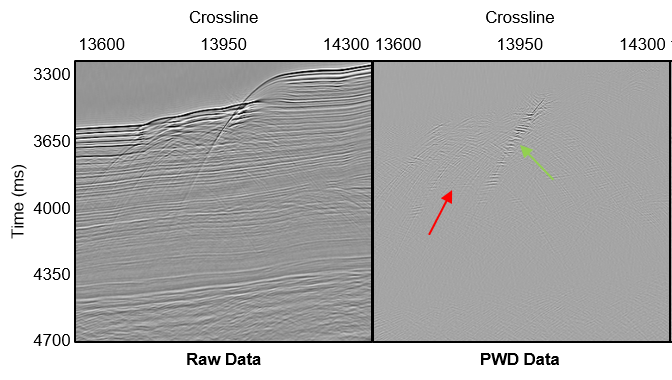 Crossline
Crossline
13600 13950 14300
13600 13950 14300
3300
3650
4000
4350
4700
Time (ms)
Raw Data
PWD Data